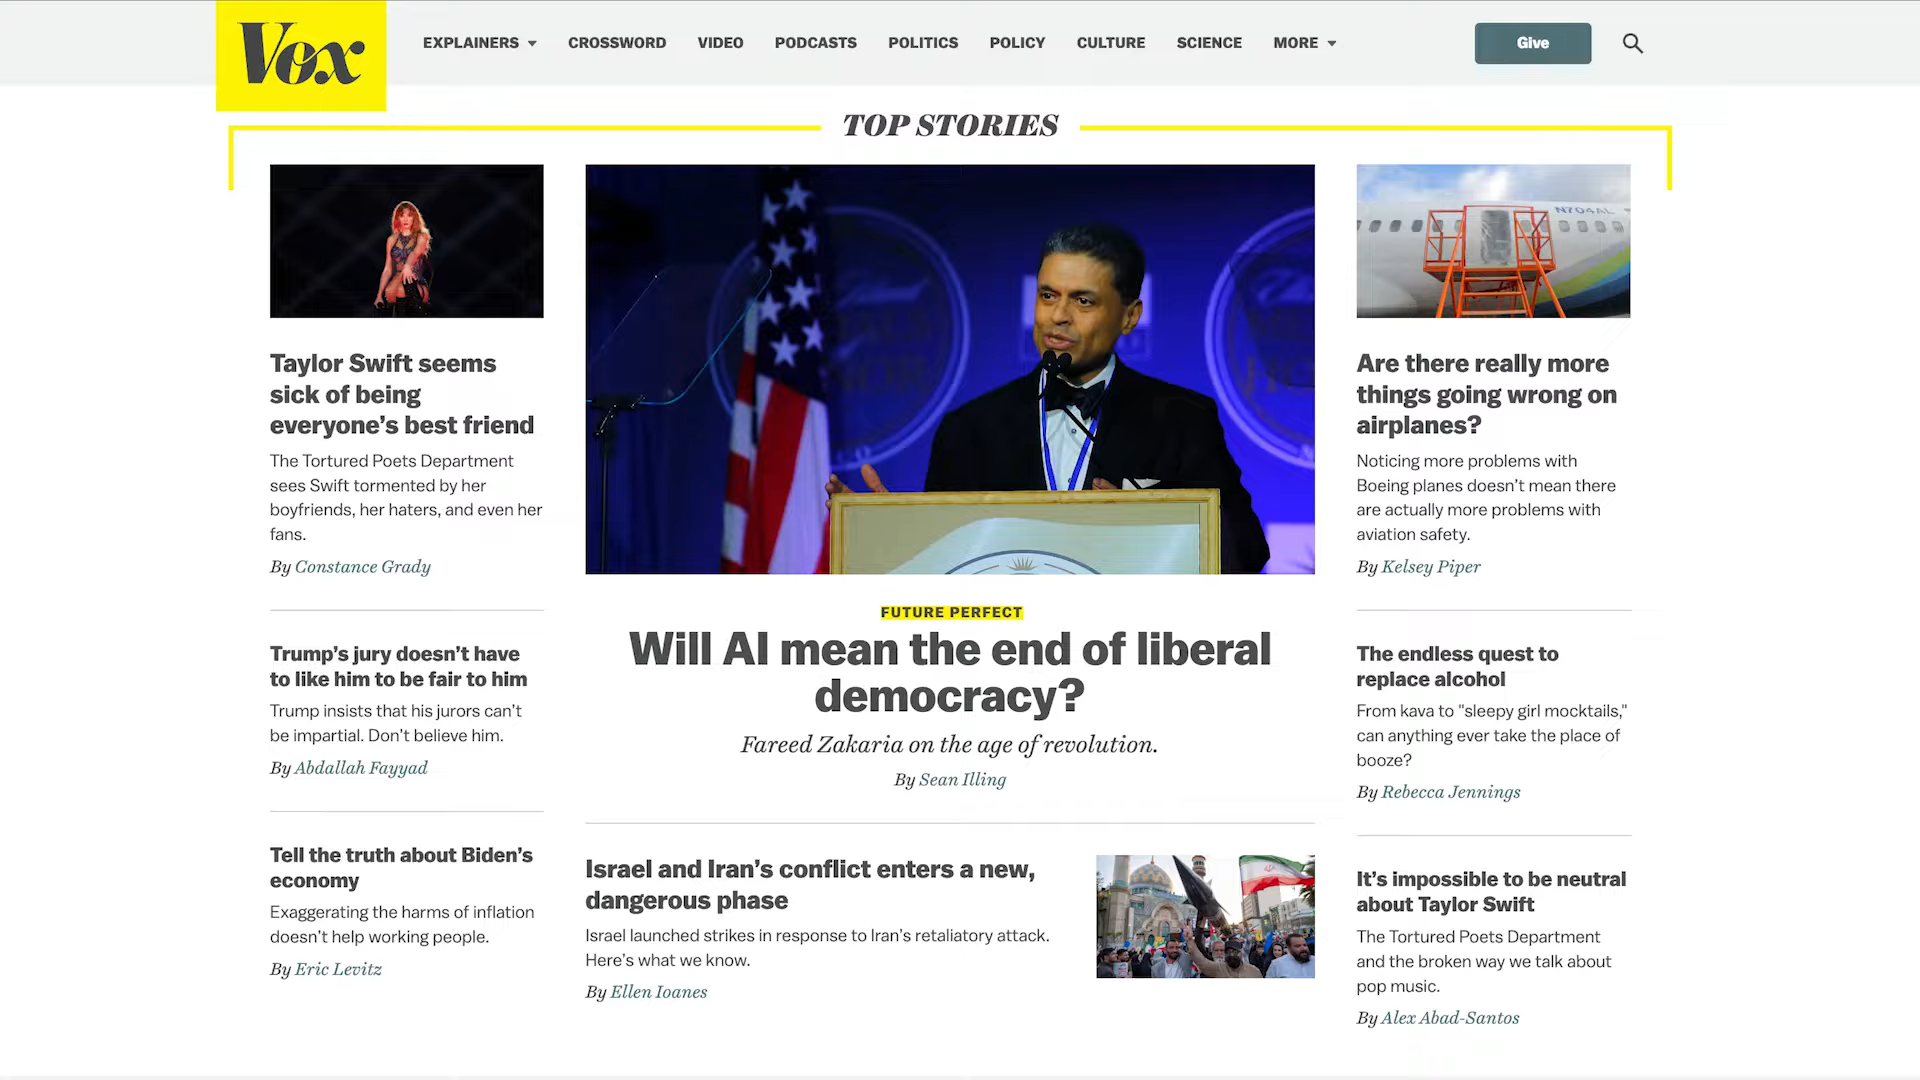 Vox
EXPLAINERS
CROSSWORD
VIDEO
PODCASTS
POLITICS
POLICY
CULTURE
SCIENCE
MORE
Give
TOP STORIES
Taylor Swift seems
sick of being
everyone’s best friend
The Tortured Poets Department
sees Swift tormented by her
boyfriends, her haters, and even her
fans.
By Constance Grady
Trump’s jury doesn’t have
to like him to be fair to him
Trump insists that his jurors can’t
be impartial. Don’t believe him.
By Abdallah Fayyad
Tell the truth about Biden’s
economy
Exaggerating the harms of inflation
doesn’t help working people.
By Eric Levitz
FUTURE PERFECT
Will AI mean the end of liberal
democracy?
Fareed Zakaria on the age of revolution.
By Sean Illing
Israel and Iran’s conflict enters a new,
dangerous phase
Israel launched strikes in response to Iran’s retaliatory attack.
Here’s what we know.
By Ellen Ioanes
N704AL
Are there really more
things going wrong on
airplanes?
Noticing more problems with
Boeing planes doesn’t mean there
are actually more problems with
aviation safety.
By Kelsey Piper
The endless quest to
replace alcohol
From kava to "sleepy girl mocktails,"
can anything ever take the place of
booze?
By Rebecca Jennings
It’s impossible to be neutral
about Taylor Swift
The Tortured Poets Department
and the broken way we talk about
pop music.
By Alex Abad-Santos